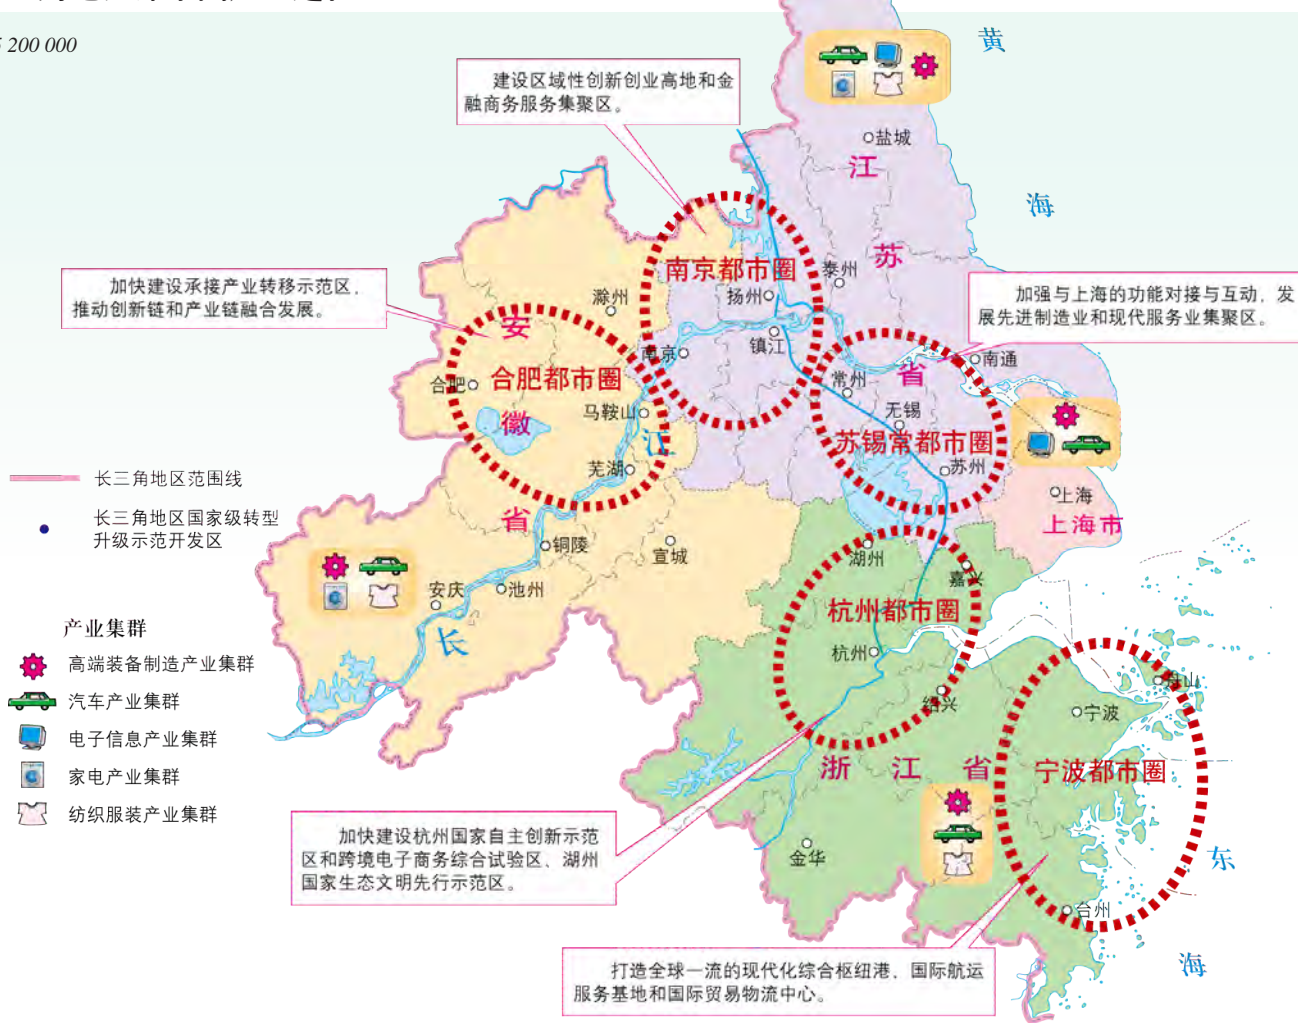 5 200 000
黄
海
建设区域性创新创业高地和金
融商务服务集聚区。
盐城
江
苏
省
加快建设承接产业转移示范区，
推动创新链和产业链融合发展。
滁州
南京都市圈
扬州
泰州
镇江
南京
加强与上海的功能对接与互动，发
展先进制造业和现代服务业集聚区。
南通
常州
无锡
苏锡常都市圈
苏州
安
徽
省
合肥都市圈
合肥
马鞍山
芜湖
江
上海
上海市
长三角地区范围线
长三角地区国家级转型
升级示范开发区
铜陵
宣城
池州
安庆
长
湖州
嘉兴
杭州都市圈
杭州
绍兴
舟山
宁波
宁波都市圈
浙江省
金华
台州
东
海
产业集群
高端装备制造产业集群
汽车产业集群
电子信息产业集群
家电产业集群
纺织服装产业集群
加快建设杭州国家自主创新示范
区和跨境电子商务综合试验区、湖州
国家生态文明先行示范区。
打造全球一流的现代化综合枢纽港、国际航运
服务基地和国际贸易物流中心。